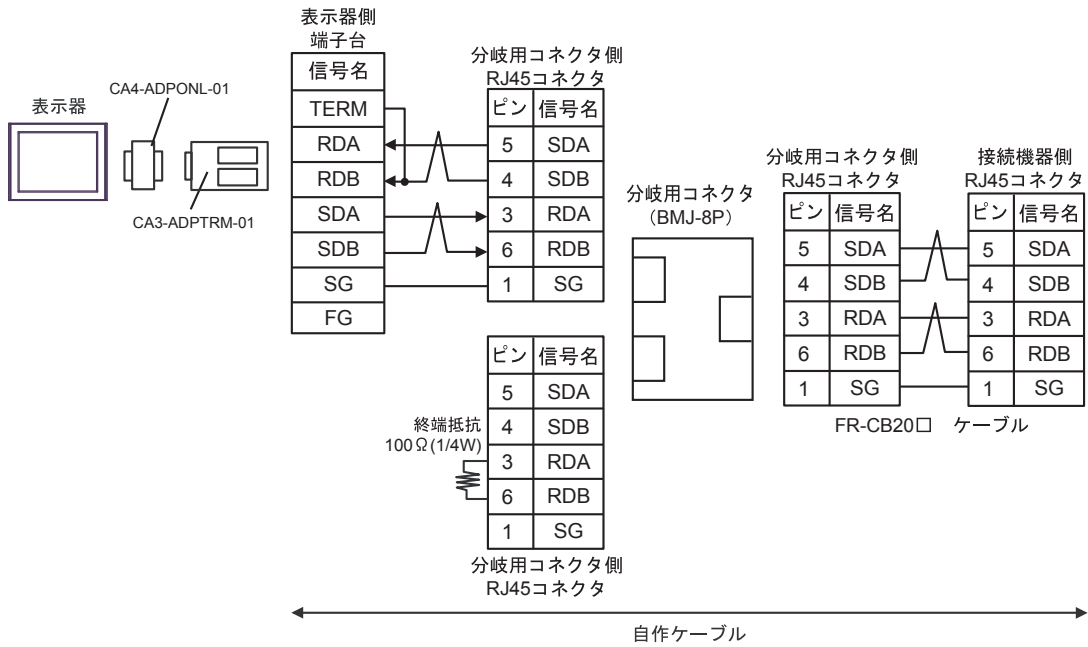 表示器
CA4-ADPONL-01
CA3-ADPTRM-01
表示器側
端子台
信号名
TERM
RDA
RDB
SDA
SDB
SG
FG
分岐用コネクタ側
RJ45コネクタ
ピン 信号名
5 SDA
4 SDB
3 RDA
6 RDB
1 SG
終端抵抗
100Ω(1/4W)
ピン 信号名
5 SDA
4 SDB
3 RDA
6 RDB
1 SG
分岐用コネクタ側
RJ45コネクタ
分岐用コネクタ
(BMJ-8P)
分岐用コネクタ側
RJ45コネクタ
ピン 信号名
5 SDA
4 SDB
3 RDA
6 RDB
1 SG
接続機器側
RJ45コネクタ
ピン 信号名
5 SDA
4 SDB
3 RDA
6 RDB
1 SG
FR-CB20□ ケーブル
自作ケーブル